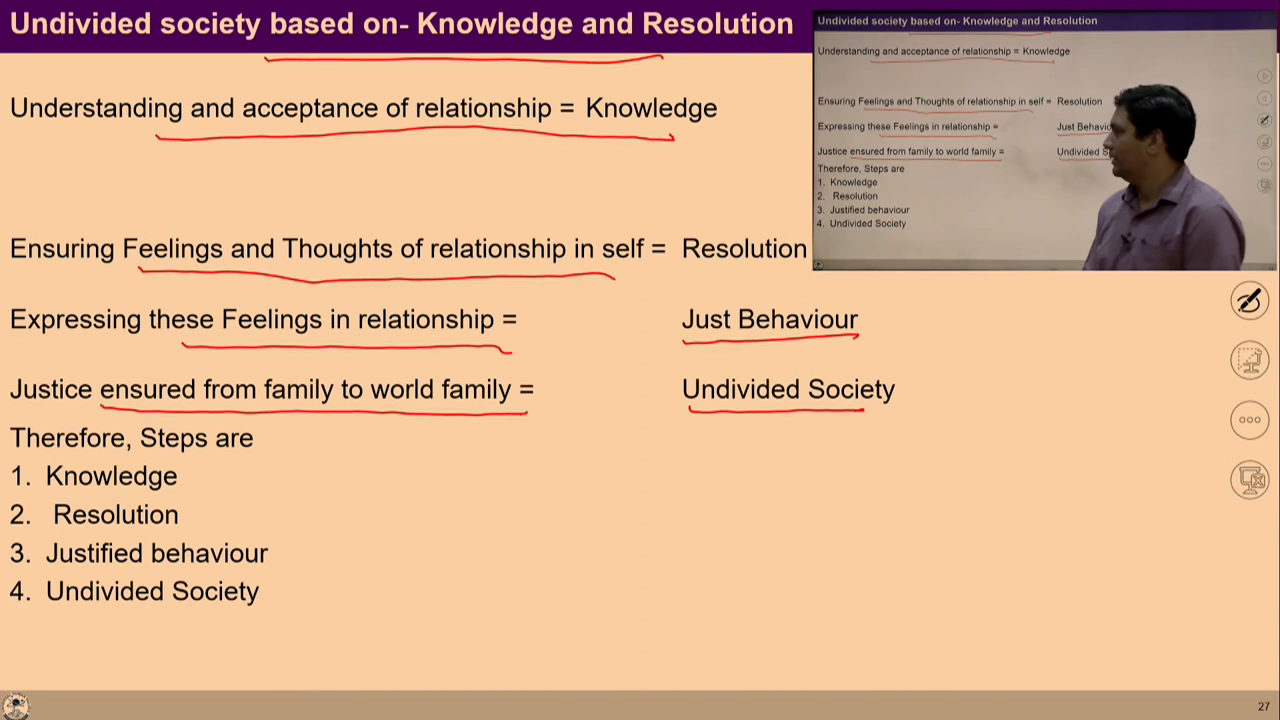 Undivided society based on- Knowledge and Resolution
Understanding and acceptance of relationship = Knowledge
Ensuring Feelings and Thoughts of relationship in self = Resolution
Expressing these Feelings in relationship = Just Behaviour
Justice ensured from family to world family = Undivided Society
Therefore, Steps are
1. Knowledge
2. Resolution
3. Justified behaviour
4. Undivided Society
27
Undivided society based on- Knowledge and Resolution
Understanding and acceptance of relationship = Knowledge
Ensuring Feelings and Thoughts of relationship in self = Resolution
Expressing these Feelings in relationship = Just Behavio
Justice ensured from family to world family = Undivided S
Therefore, Steps are
1. Knowledge
2. Resolution
3. Justified behaviour
4. Undivided Society